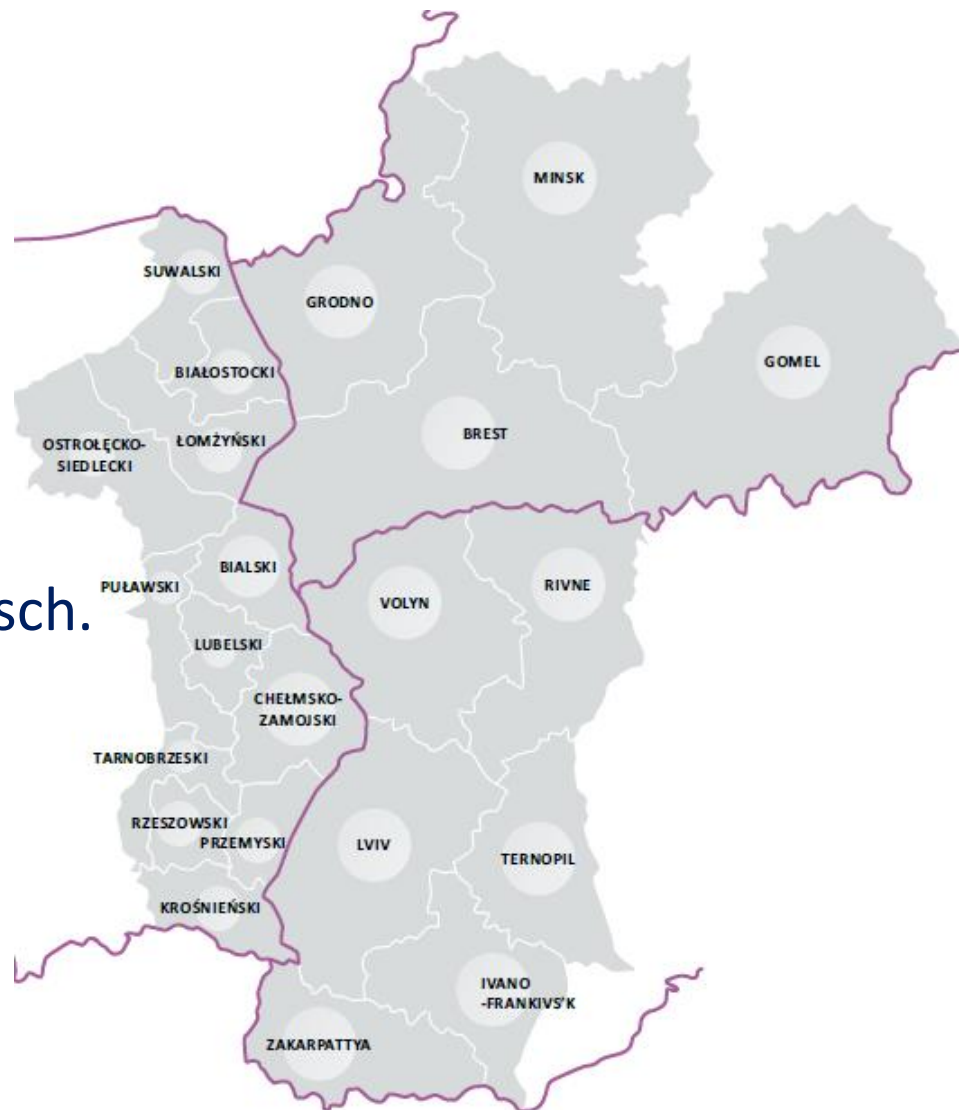 MINSK
SUWALSKI
GRODNO
GOMEL
BIAŁOSTOCKI
BREST
ŁOMŻYŃSKI
OSTROŁĘCKO-
SIEDLECKI
BIALSKI
RIVNE
PUŁAWSKI
VOLYN
sch.
LUBELSKI
CHEŁMSKO-
ZAMOJSKI
TARNOBRZESKI
RZESZOWSKI
PRZEMYSKI
LVIV
TERNOPIL
KROŚNIEŃSKI
IVANO
-FRANKIVS'K
ZAKARPATTYA